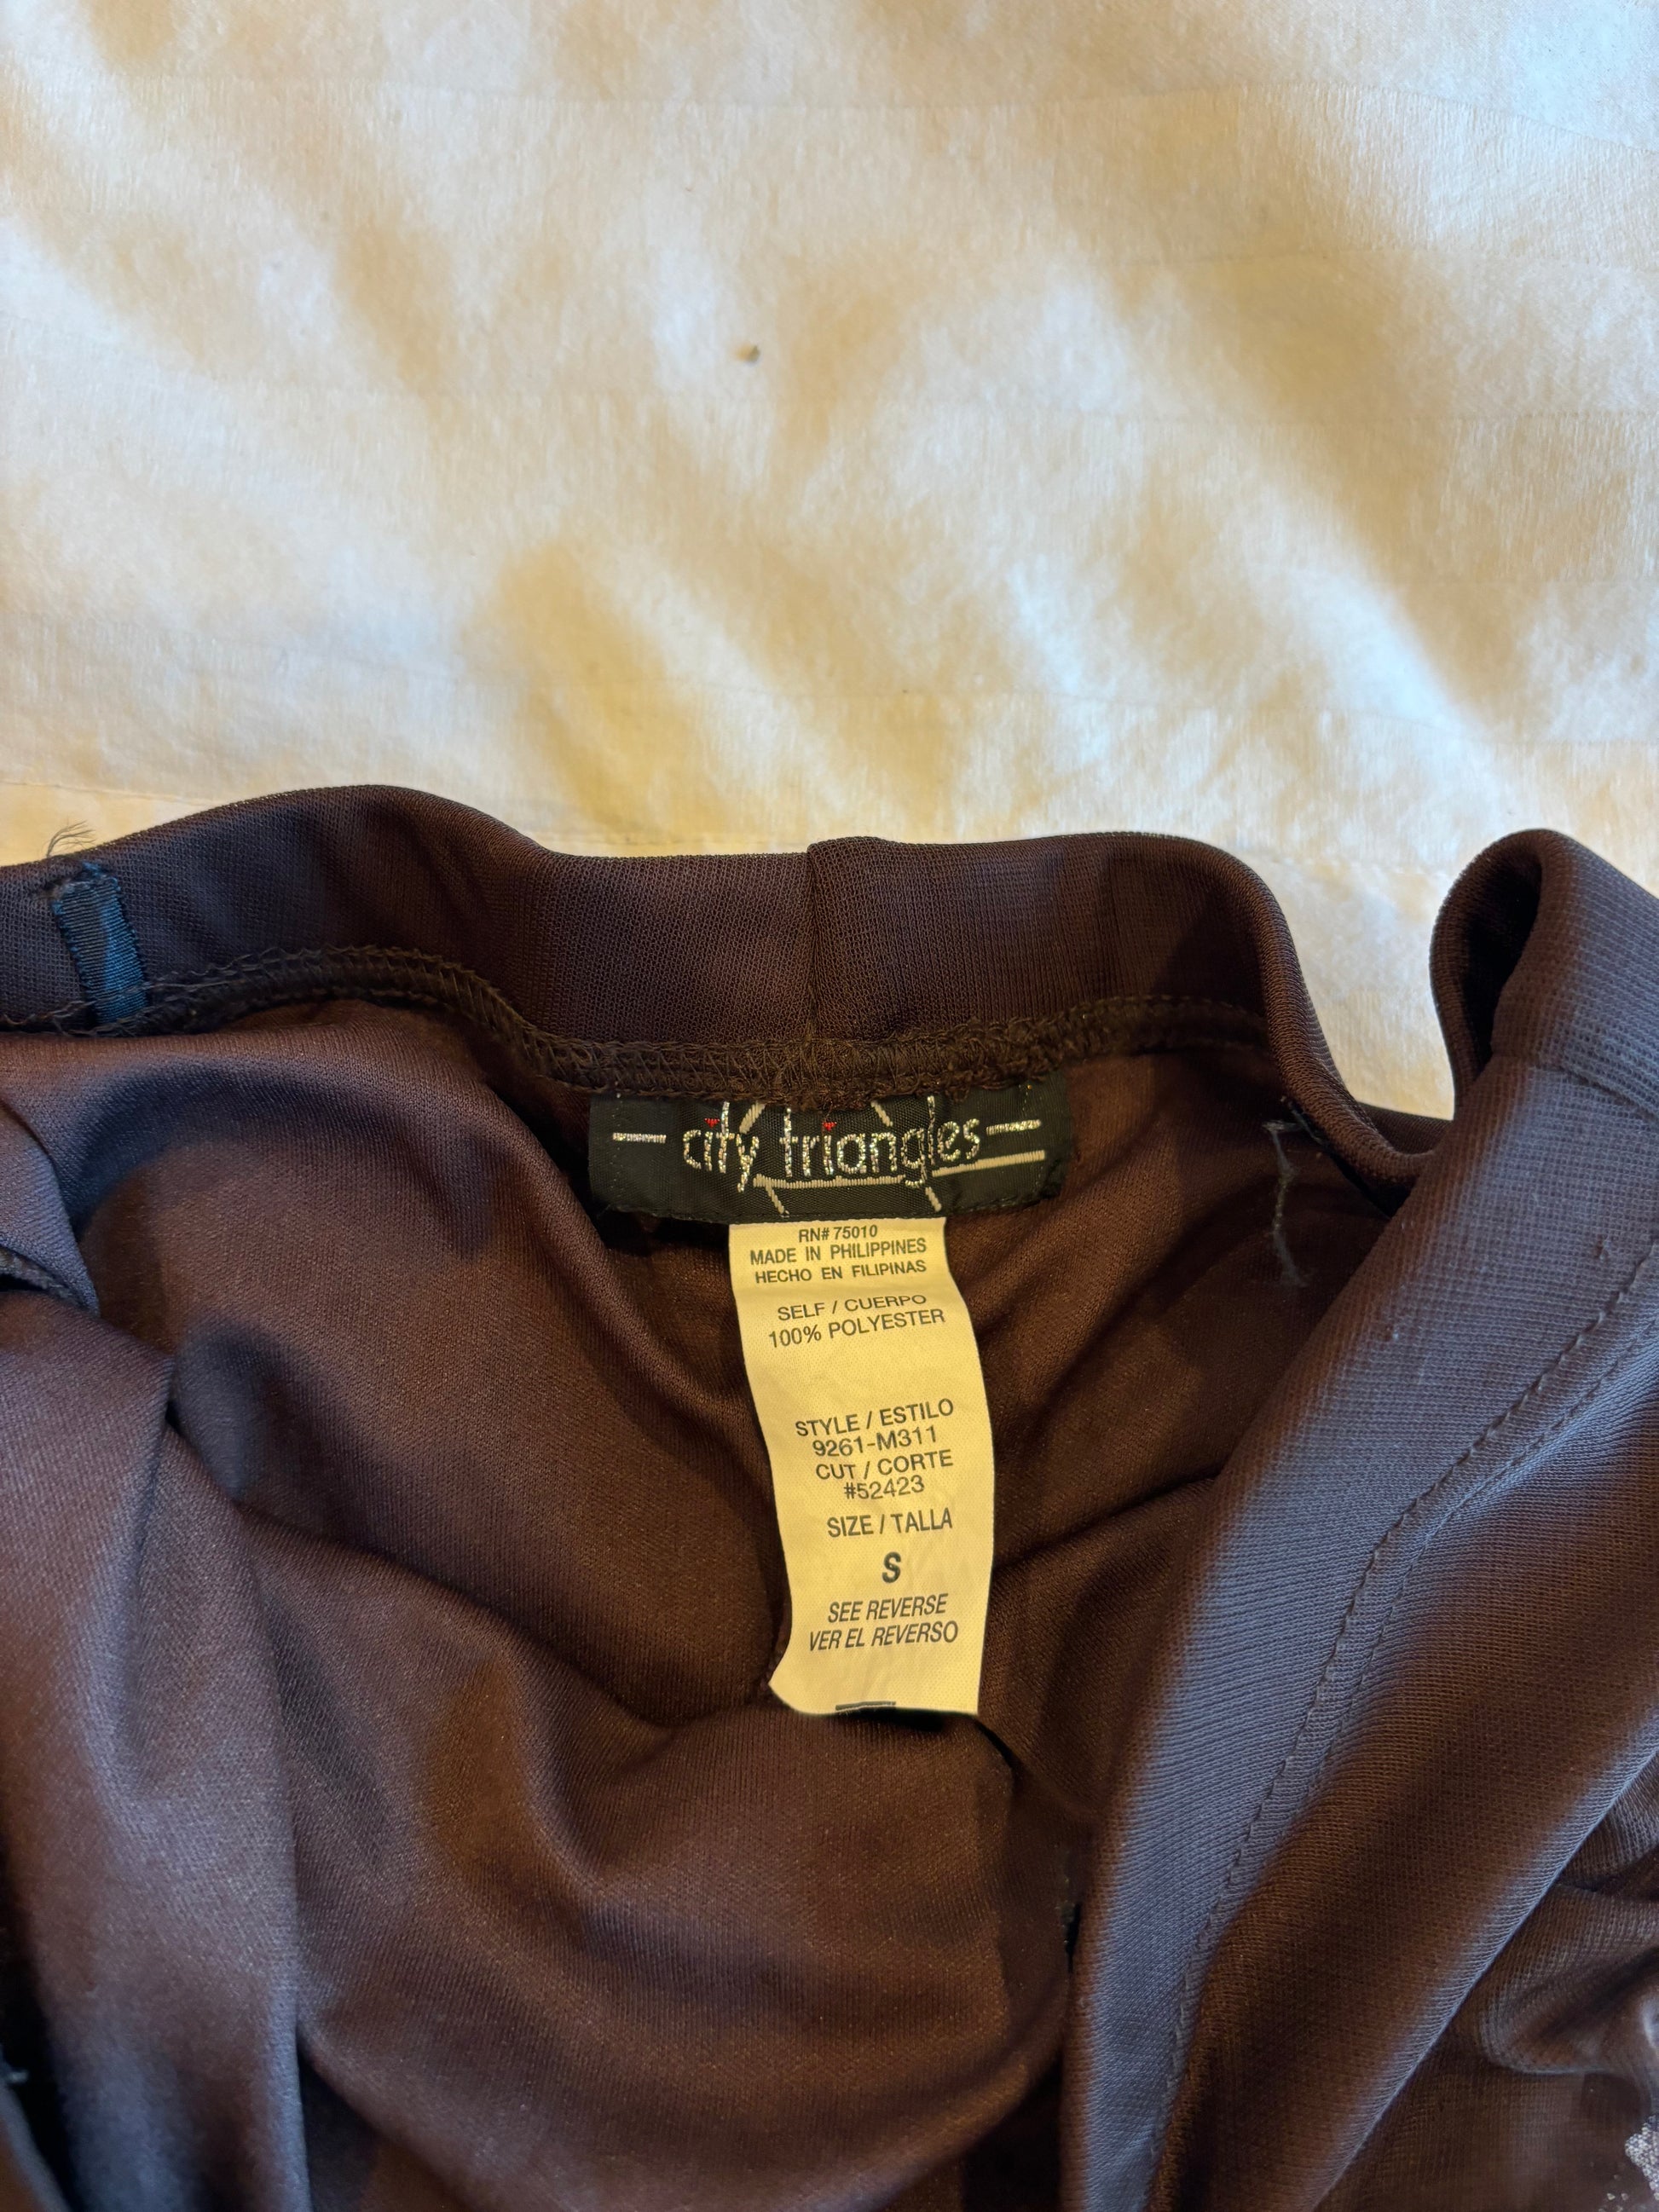 city triangles
RN# 75010
MADE IN PHILIPPINES
HECHO EN FILIPINAS
SELF / CUERPO
100% POLYESTER
STYLE / ESTILO
9261-M311
CUT / CORTE
#52423
SIZE / TALLA
S
SEE REVERSE
VER EL REVERSO